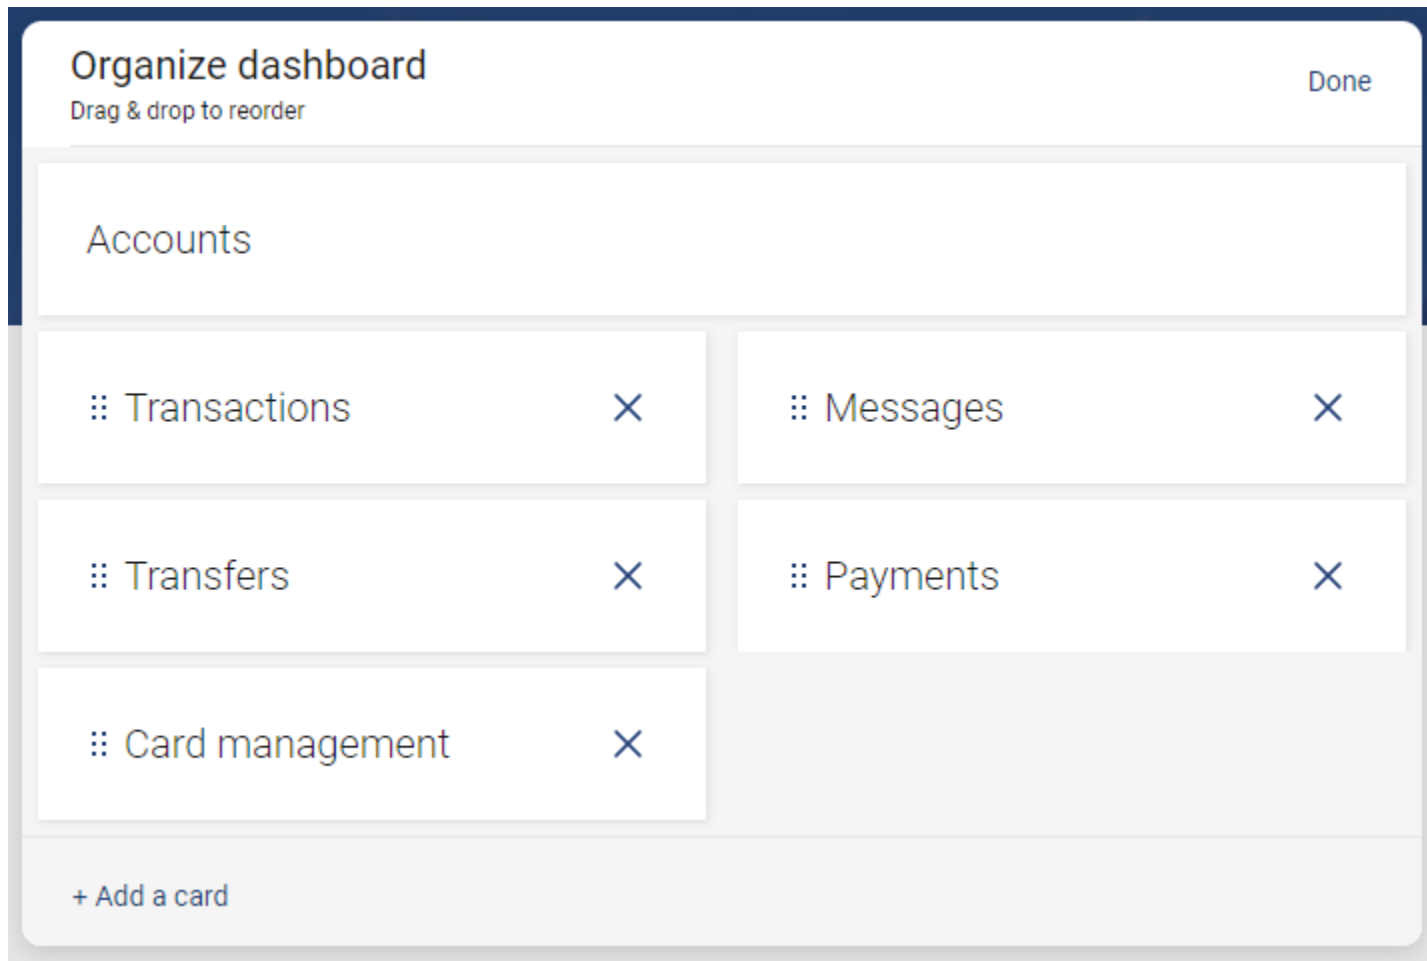 Organize dashboard
Done
Drag & drop to reorder
Accounts
Transactions
Messages
Transfers
Payments
Card management
+ Add a card